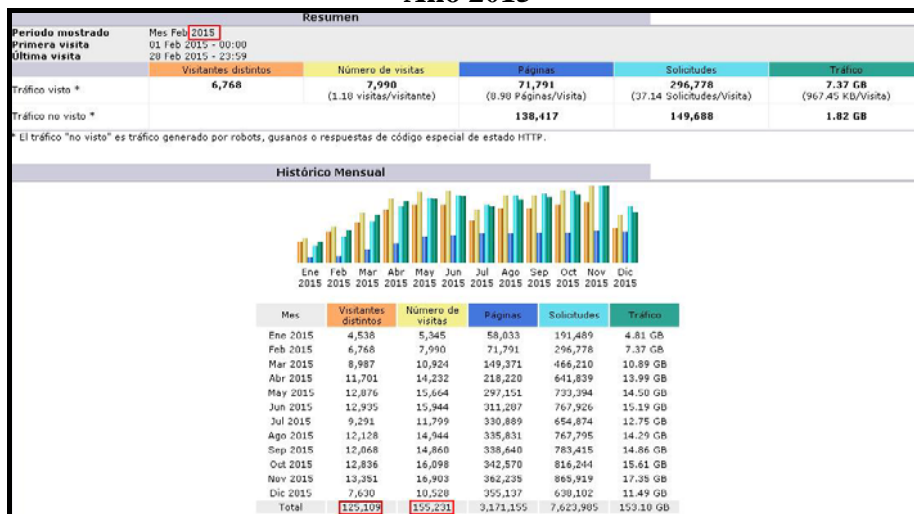 Año 2015
Resumen
Periodo mostrado Mes Feb 2015
Primera visita 01 Feb 2015 - 00:00
Última visita 28 Feb 2015 - 23:59
Visitantes distintos Número de visitas Páginas Solicitudes Tráfico
Tráfico visto * 6,768 7,990 71,791 296,778 7.37 GB
(1.18 visitas/visitante) (8.98 Páginas/Visita) (37.14 Solicitudes/Visita) (967.45 KB/Visita)
Tráfico no visto * 138,417 149,688 1.82 GB
* El tráfico "no visto" es tráfico generado por robots, gusanos o respuestas de código especial de estado HTTP.
Histórico Mensual
Ene Feb Mar Abr May Jun Jul Ago Sep Oct Nov Dic
2015 2015 2015 2015 2015 2015 2015 2015 2015 2015 2015 2015
Mes Visitantes distintos Número de visitas Páginas Solicitudes Tráfico
Ene 2015 4,538 5,345 58,033 191,489 4.81 GB
Feb 2015 6,768 7,990 71,791 296,778 7.37 GB
Mar 2015 8,987 10,924 149,371 466,210 10.89 GB
Abr 2015 11,701 14,232 218,220 641,839 13.99 GB
May 2015 12,876 15,664 297,151 733,394 14.50 GB
Jun 2015 12,935 15,944 311,287 767,926 15.19 GB
Jul 2015 9,291 11,799 330,889 654,874 12.75 GB
Ago 2015 12,128 14,944 335,831 767,795 14.29 GB
Sep 2015 12,068 14,860 338,640 783,415 14.86 GB
Oct 2015 12,836 16,098 342,570 816,244 15.61 GB
Nov 2015 13,351 16,903 362,235 865,919 17.35 GB
Dic 2015 7,630 10,528 355,137 638,102 11.49 GB
Total 125,109 155,231 3,171,155 7,623,985 153.10 GB